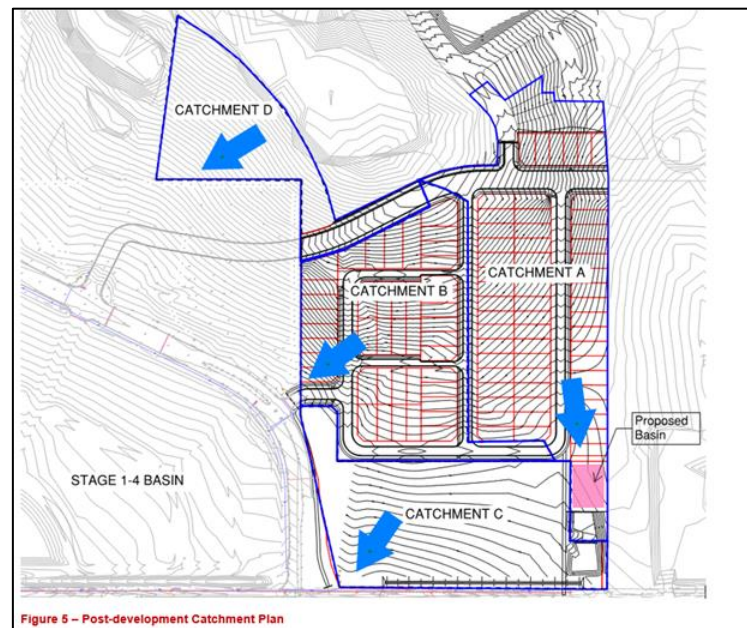 CATCHMENT D
CATCHMENT A
CATCHMENT B
Proposed
Basin
STAGE 1-4 BASIN
CATCHMENT C
Figure 5 – Post-development Catchment Plan